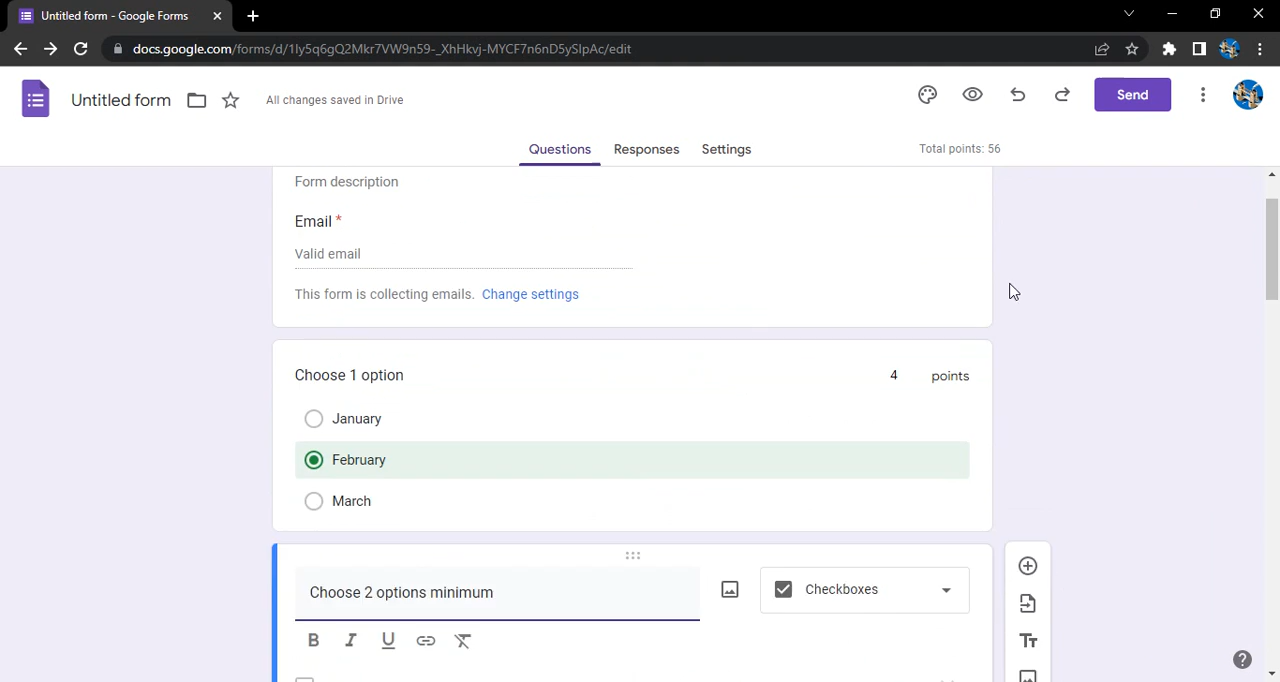 Untitled form - Google Forms
docs.google.com/forms/d/1ly5q6gQ2Mkr7VW9n59-_XhHkvj-MYCF7n6nD5ySlpAc/edit
Untitled form
All changes saved in Drive
Send
Questions
Responses
Settings
Total points: 56
Form description
Email *
Valid email
This form is collecting emails. Change settings
Choose 1 option
4 points
January
February
March
Choose 2 options minimum
Checkboxes
B I U
Tт